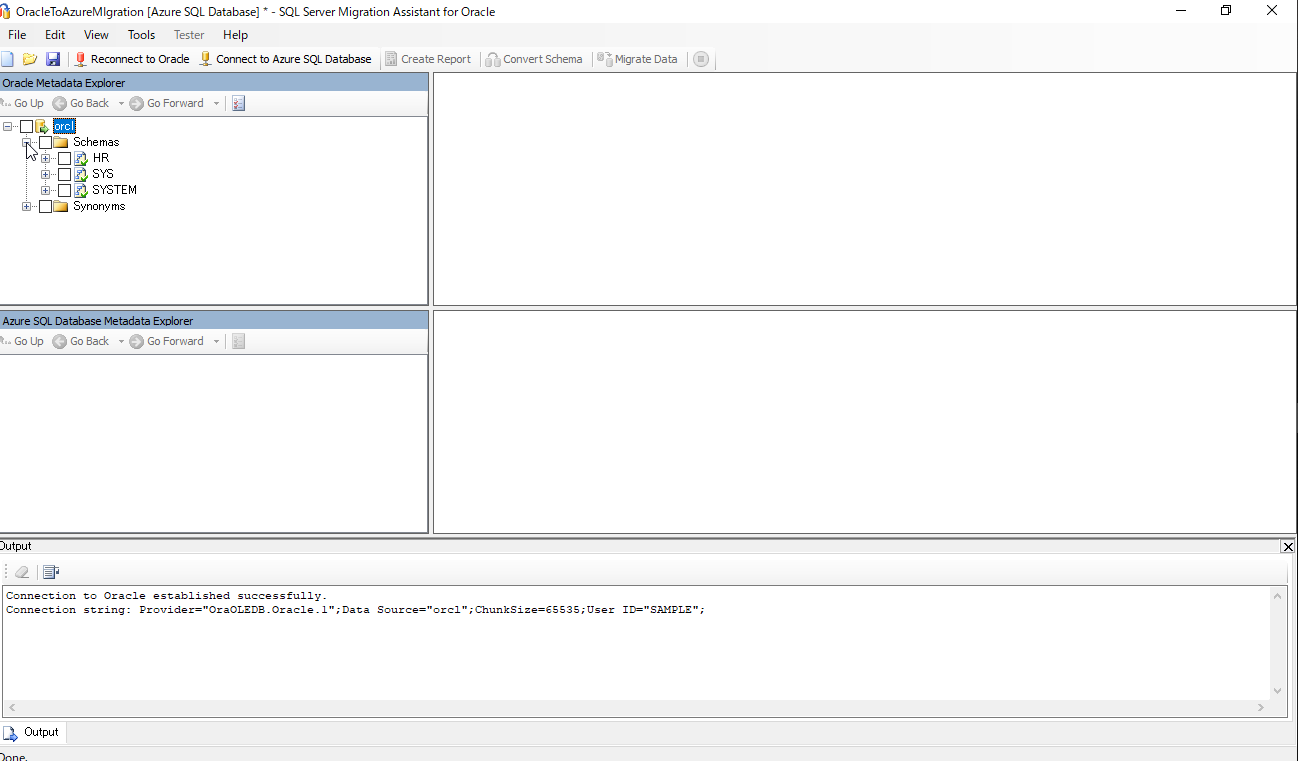 OracleToAzureMIgration [Azure SQL Database] * - SQL Server Migration Assistant for Oracle
File Edit View Tools Tester Help
Reconnect to Oracle Connect to Azure SQL Database Create Report Convert Schema Migrate Data
Oracle Metadata Explorer
Go Up Go Back Go Forward
orcl
Schemas
HR
SYS
SYSTEM
Synonyms
Azure SQL Database Metadata Explorer
Go Up Go Back Go Forward
Output
Connection to Oracle established successfully.
Connection string: Provider="OraOLEDB.Oracle.1";Data Source="orcl";ChunkSize=65535;User ID="SAMPLE";
Output
Done.